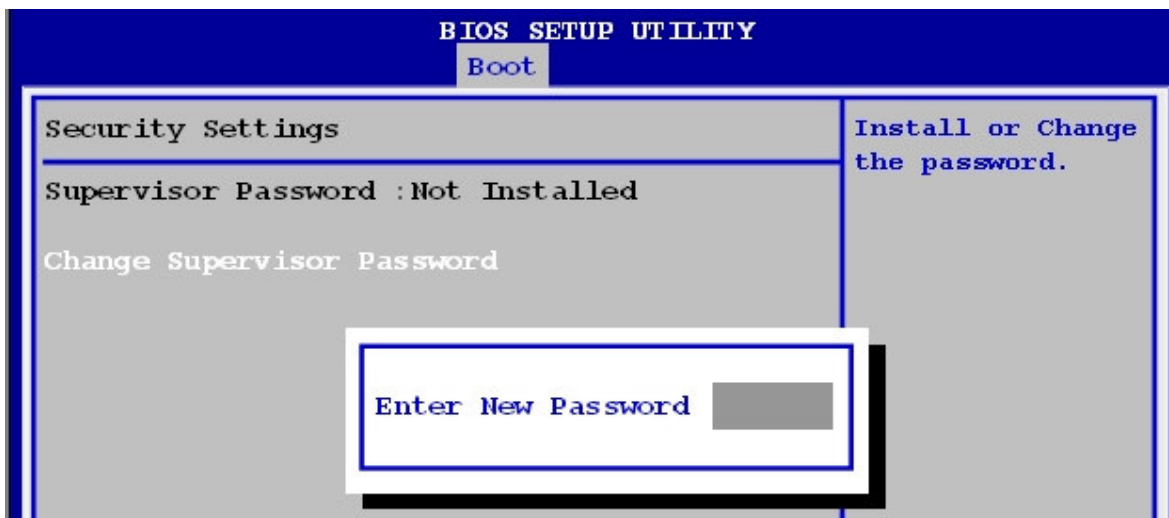 BIOS SETUP UTILITY
Boot
Security Settings
Supervisor Password :Not Installed
Change Supervisor Password
Install or Change
the password.
Enter New Password